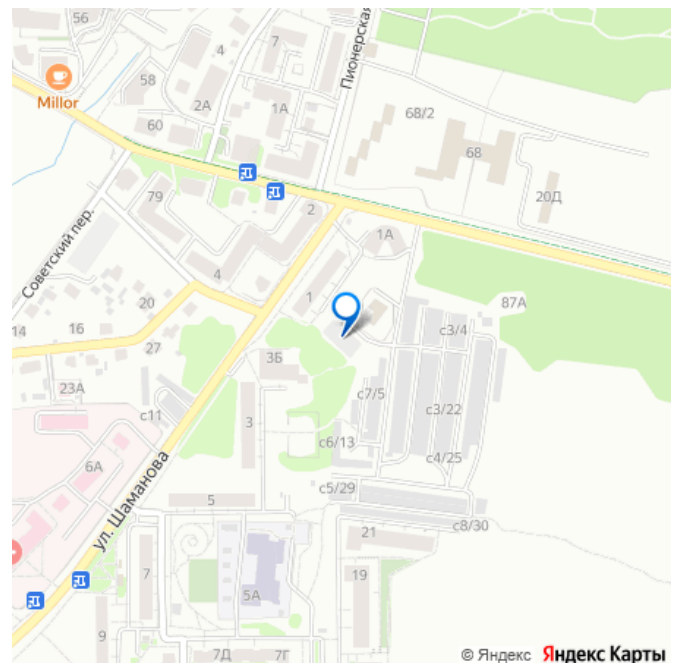 56
4
7
Пионерская
58
Millor
2А
1А
68/2
60
68
20Д
79
2
Советский пер.
1А
4
20
1
87А
14
16
27
с3/4
3Б
23А
с11
с7/5
3
с3/22
с6/13
6А
с4/25
ул. Шаманова
с5/29
5
с8/30
21
7
5А
19
9
7Д
7Г
© Яндекс Яндекс Карты